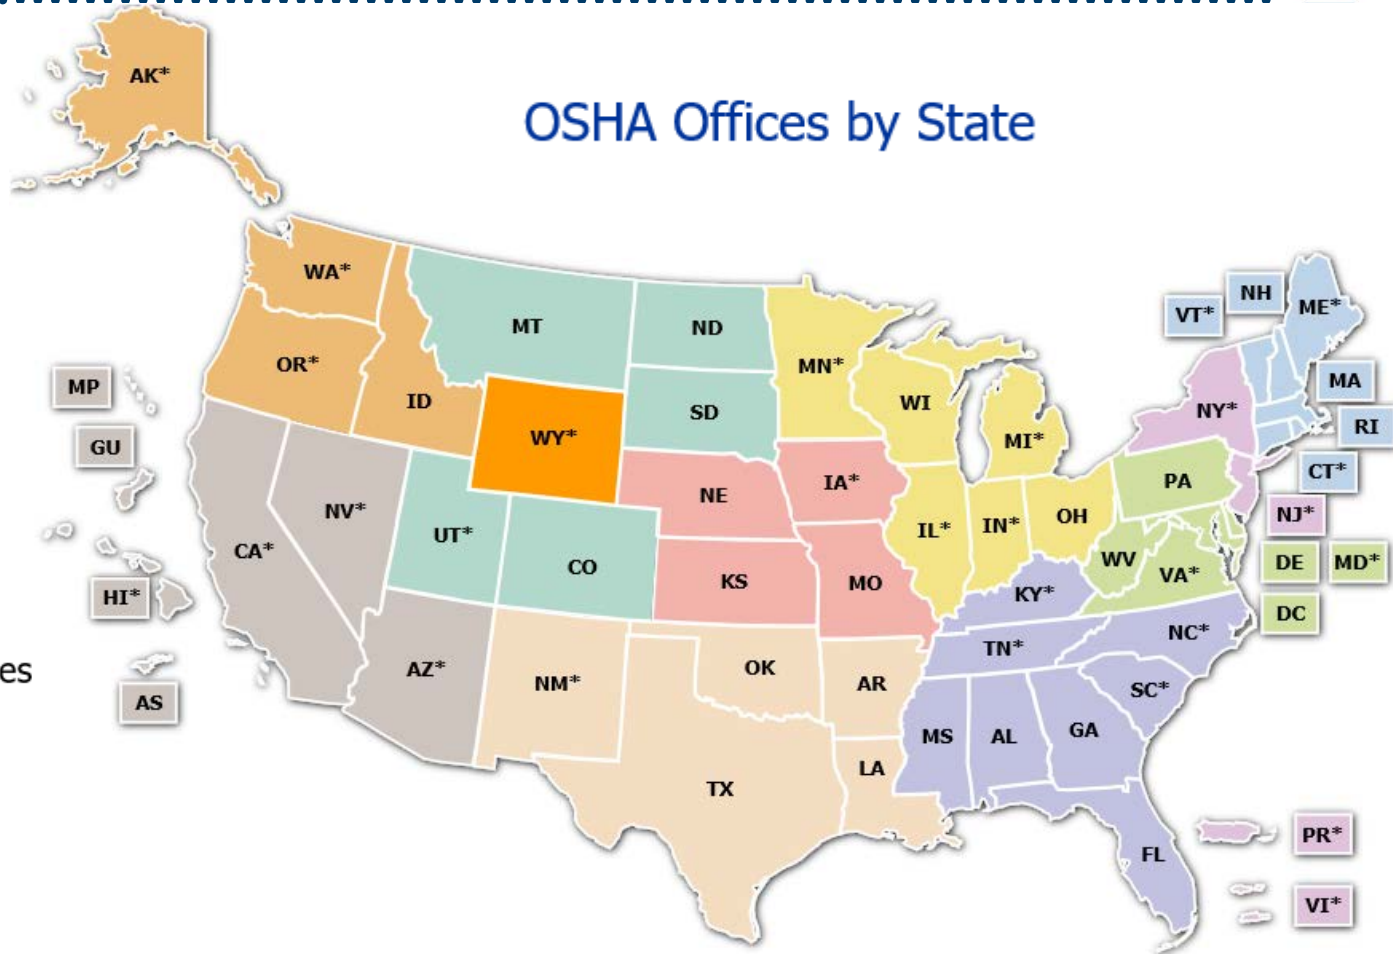 AK*
OSHA Offices by State
WA*
MT
ND
OR*
ID
WY*
SD
MN*
WI
MI*
VT*
NH
ME*
MA
RI
NY*
CT*
NJ*
PA
MP
GU
CA*
NV*
UT*
CO
NE
IA*
IL*
IN*
OH
WV
VA*
DE
MD*
DC
HI*
KS
MO
KY*
TN*
NC*
es
AS
AZ*
NM*
OK
AR
SC*
MS
AL
GA
TX
LA
FL
PR*
VI*